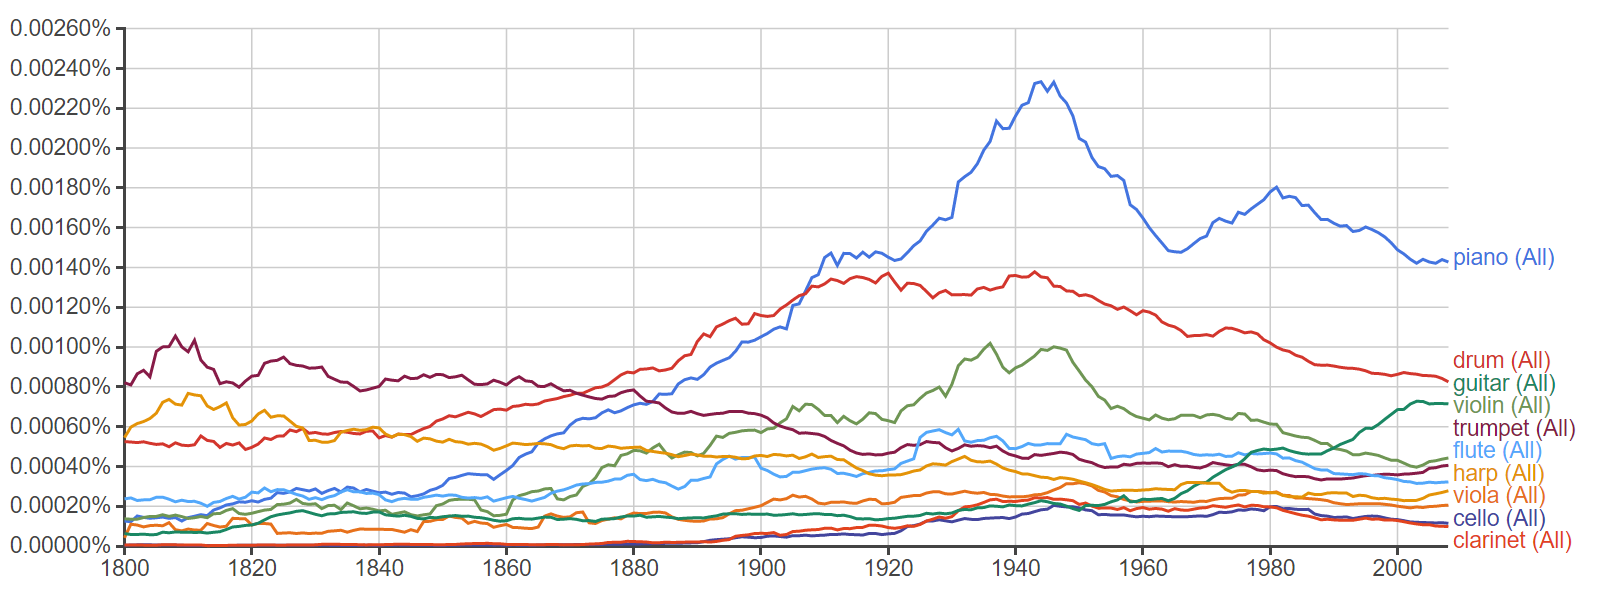 0.00260%
0.00240%
0.00220%
0.00200%
0.00180%
0.00160%
0.00140%
0.00120%
0.00100%
0.00080%
0.00060%
0.00040%
0.00020%
0.00000%
piano (All)
drum (All)
guitar (All)
violin (All)
trumpet (All)
flute (All)
harp (All)
viola (All)
cello (All)
clarinet (All)
1800 1820 1840 1860 1880 1900 1920 1940 1960 1980 2000